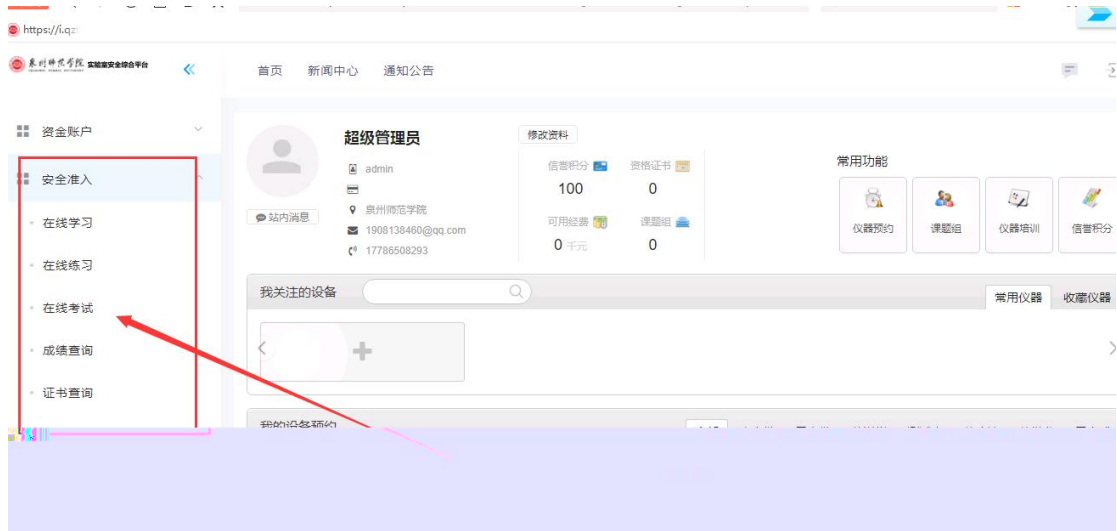 https://i.qz
泉州师范学院 实验室安全综合平台
首页 新闻中心 通知公告
资金账户
安全准入
在线学习
在线练习
在线考试
成绩查询
证书查询
超级管理员
admin
泉州师范学院
1908138460@qq.com
17786508293
站内消息
修改资料
信誉积分 资格证书
100 0
可用经费 课题组
0 千元 0
常用功能
仪器预约 课题组 仪器培训 信誉积分
我关注的设备
常用仪器 收藏仪器
我的设备预约